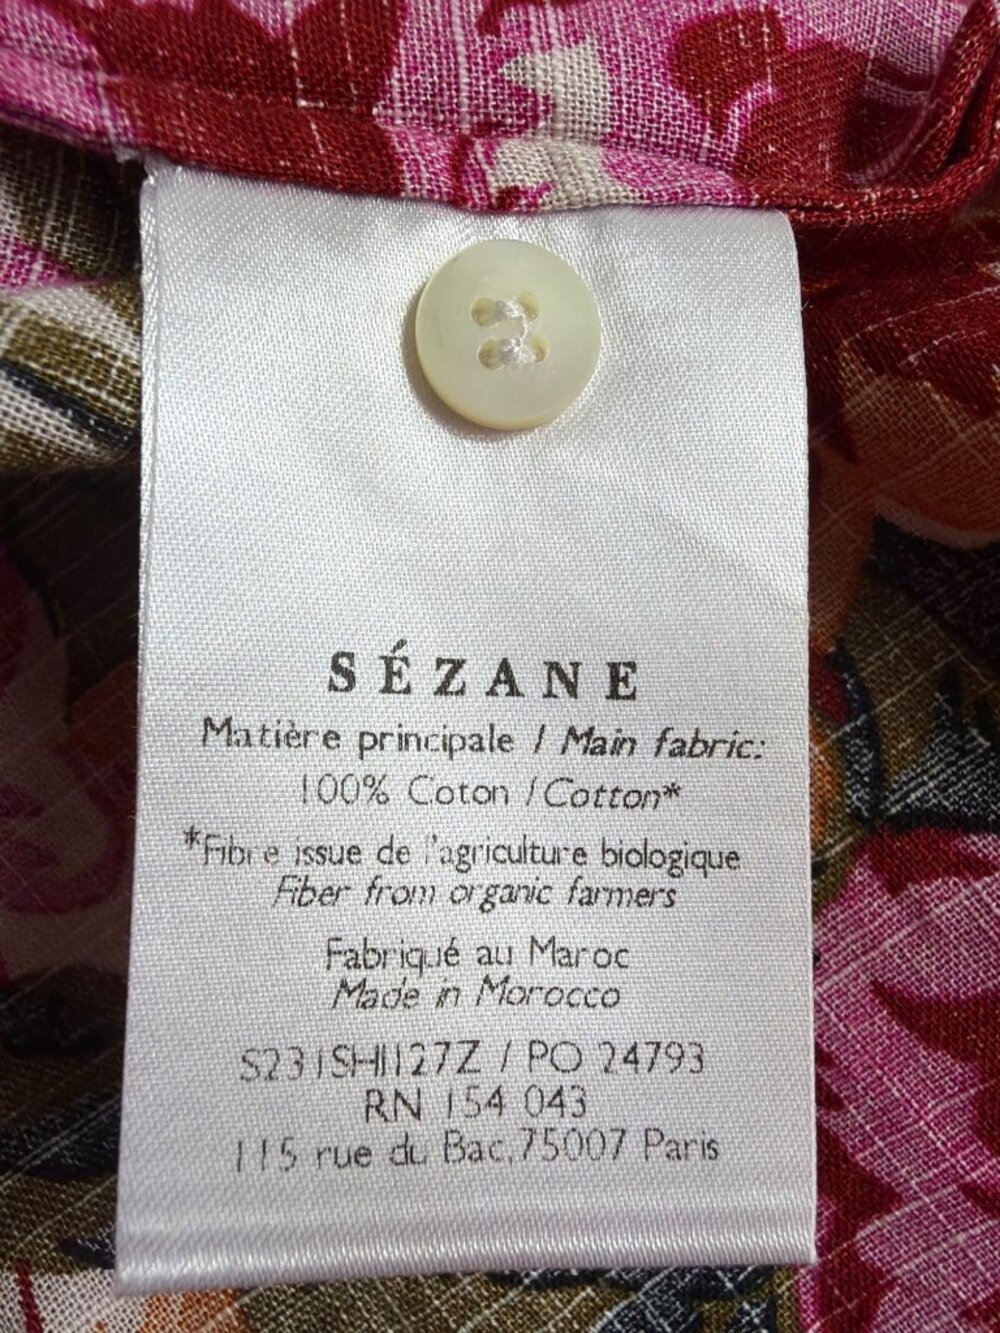 SÉZANE
Matière principale / Main fabric:
100% Coton / Cotton*
*Fibre issue de l'agriculture biologique
Fiber from organic farmers
Fabriqué au Maroc
Made in Morocco
S231SHI127Z / PO 24793
RN 154 043
115 rue du Bac,75007 Paris